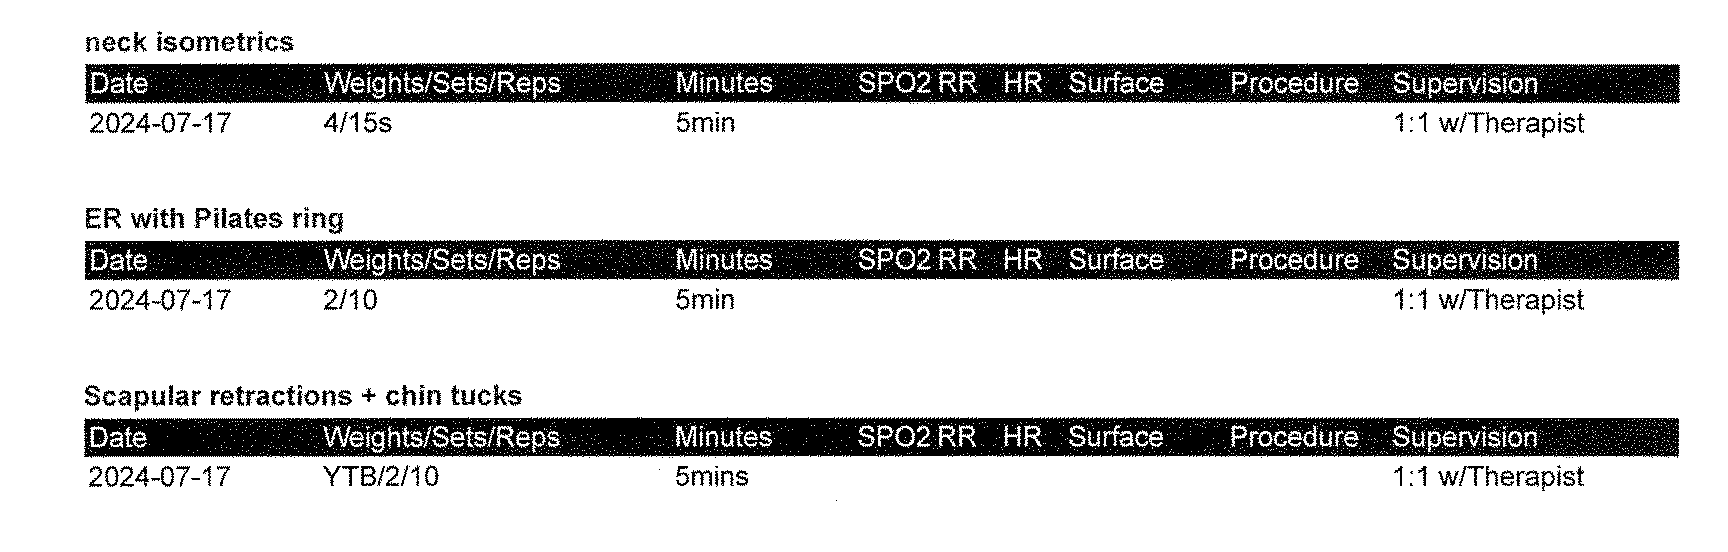 neck isometrics
Date Weights/Sets/Reps Minutes SPO2 RR HR Surface Procedure Supervision
2024-07-17 4/15s 5min 1:1 w/Therapist
ER with Pilates ring
Date Weights/Sets/Reps Minutes SPO2 RR HR Surface Procedure Supervision
2024-07-17 2/10 5min 1:1 w/Therapist
Scapular retractions + chin tucks
Date Weights/Sets/Reps Minutes SPO2 RR HR Surface Procedure Supervision
2024-07-17 YTB/2/10 5mins 1:1 w/Therapist